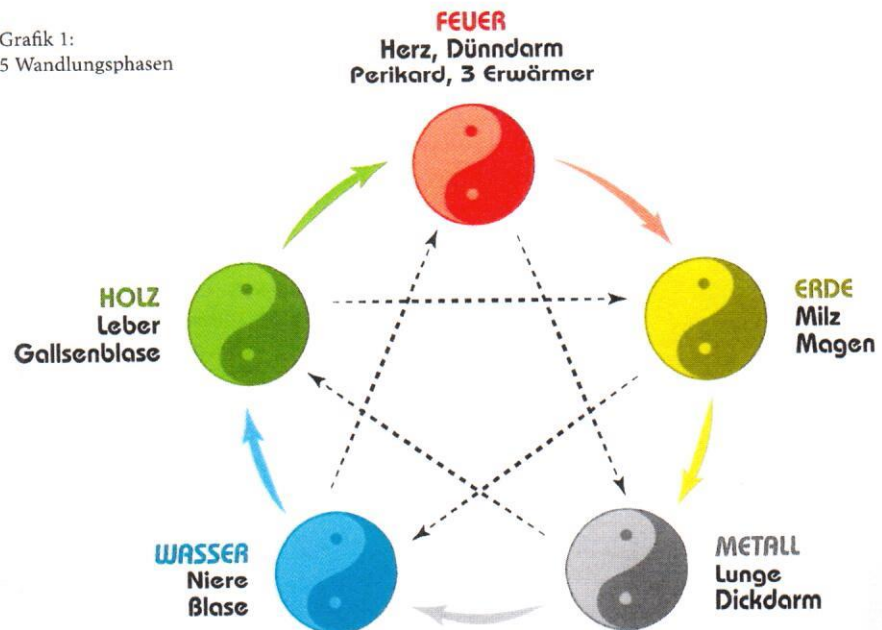 Grafik 1:
5 Wandlungsphasen
FEUER
Herz, Dünndarm
Perikard, 3 Erwärmer
HOLZ
Leber
Gallsenblase
ERDE
Milz
Magen
WASSER
Niere
Blase
METALL
Lunge
Dickdarm